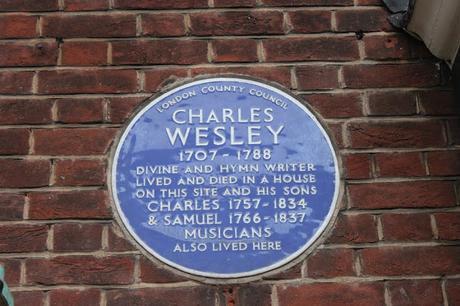 LONDON COUNTY COUNCIL
CHARLES
WESLEY
1707 - 1788
DIVINE AND HYMN WRITER
LIVED AND DIED IN A HOUSE
ON THIS SITE AND HIS SONS
CHARLES, 1757-1834
& SAMUEL 1766-1837
MUSICIANS
ALSO LIVED HERE